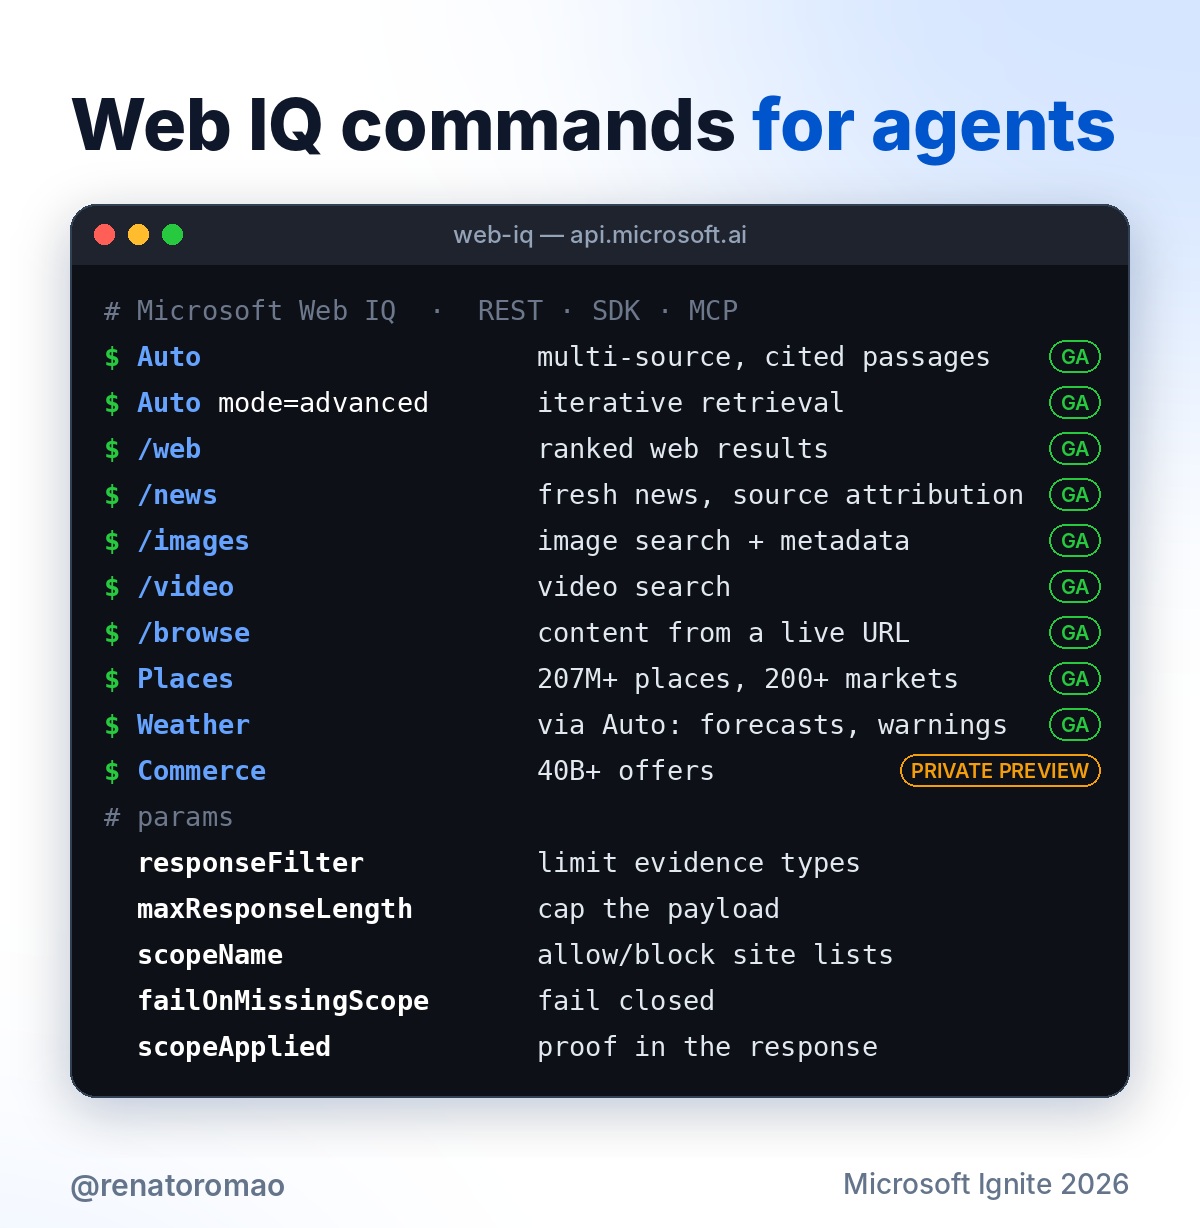 Web IQ commands for agents
web-iq — api.microsoft.ai
# Microsoft Web IQ · REST · SDK · MCP
$ Auto multi-source, cited passages GA
$ Auto mode=advanced iterative retrieval GA
$ /web ranked web results GA
$ /news fresh news, source attribution GA
$ /images image search + metadata GA
$ /video video search GA
$ /browse content from a live URL GA
$ Places 207M+ places, 200+ markets GA
$ Weather via Auto: forecasts, warnings GA
$ Commerce 40B+ offers PRIVATE PREVIEW
# params
responseFilter limit evidence types
maxResponseLength cap the payload
scopeName allow/block site lists
failOnMissingScope fail closed
scopeApplied proof in the response
@renatoromao Microsoft Ignite 2026